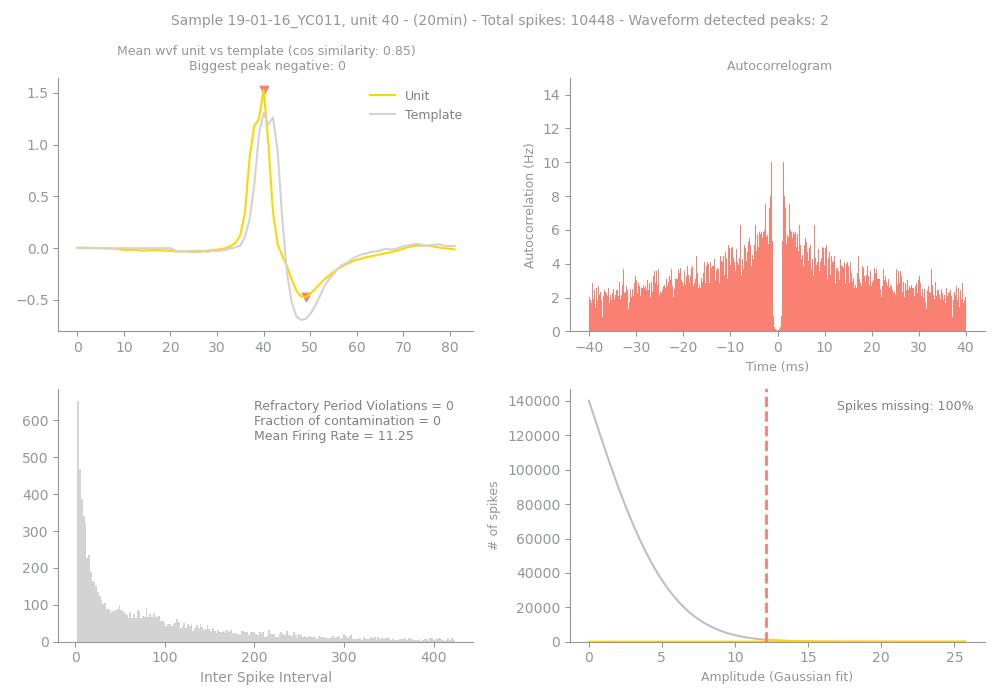 Sample 19-01-16_YC011, unit 40 - (20min) - Total spikes: 10448 - Waveform detected peaks: 2
Mean wvf unit vs template (cos similarity: 0.85)
Biggest peak negative: 0
1.5
1.0
0.5
0.0
−0.5
0 10 20 30 40 50 60 70 80
Unit
Template
Autocorrelogram
Autocorrelation (Hz)
14
12
10
8
6
4
2
0
−40 −30 −20 −10 0 10 20 30 40
Time (ms)
600
500
400
300
200
100
0
0 100 200 300 400
Inter Spike Interval
Refractory Period Violations = 0
Fraction of contamination = 0
Mean Firing Rate = 11.25
# of spikes
140000
120000
100000
80000
60000
40000
20000
0
0 5 10 15 20 25
Amplitude (Gaussian fit)
Spikes missing: 100%